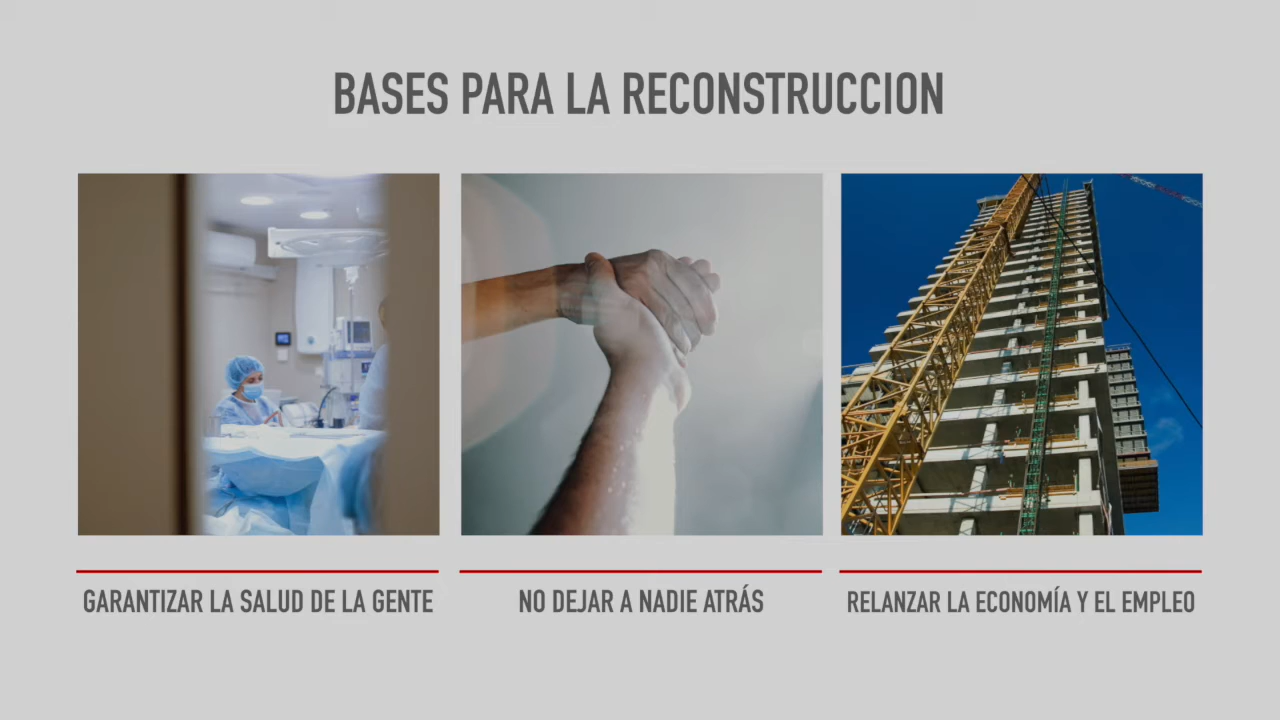 BASES PARA LA RECONSTRUCCION
GARANTIZAR LA SALUD DE LA GENTE
NO DEJAR A NADIE ATRÁS
RELANZAR LA ECONOMÍA Y EL EMPLEO